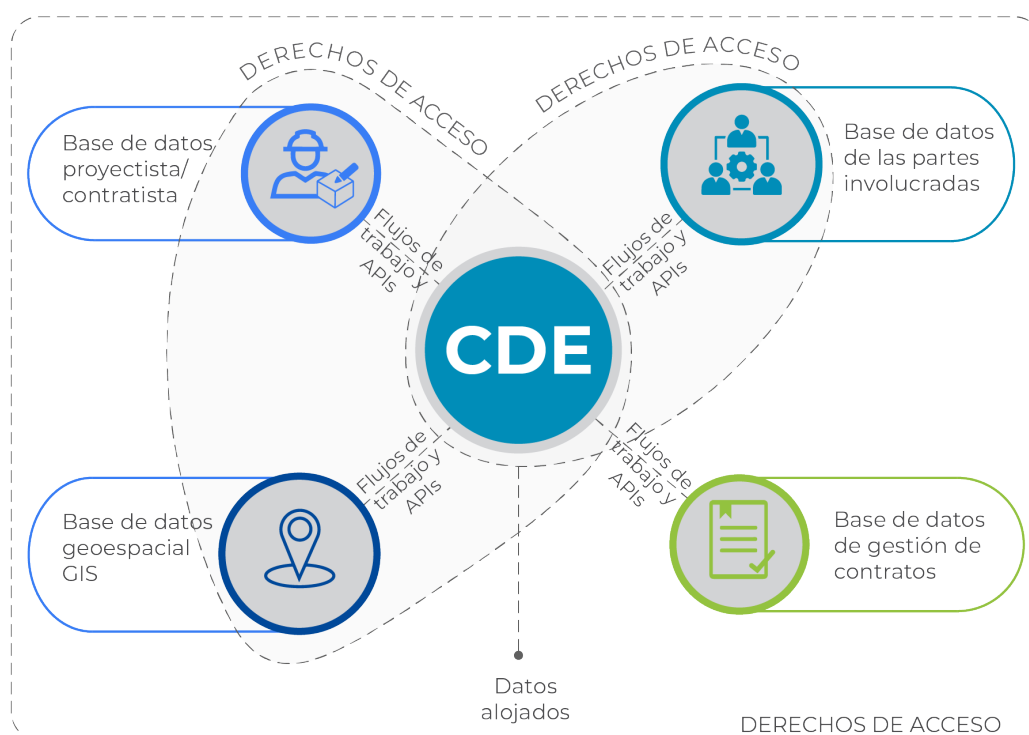 DERECHOS DE ACCESO
DERECHOS DE ACCESO
Base de datos
proyectista/
contratista
Base de datos
de las partes
involucradas
Flujos de
trabajo y
APIs
Flujos de
trabajo y
APIs
CDE
Flujos de
trabajo y
APIs
Flujos de
trabajo y
APIs
Base de datos
geoespacial
GIS
Base de datos
de gestión de
contratos
Datos
alojados
DERECHOS DE ACCESO